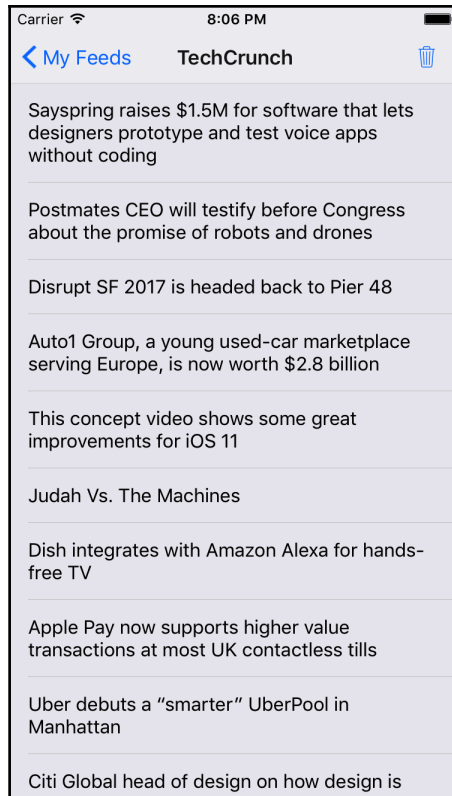 Carrier 8:06 PM
My Feeds TechCrunch
Sayspring raises $1.5M for software that lets
designers prototype and test voice apps
without coding
Postmates CEO will testify before Congress
about the promise of robots and drones
Disrupt SF 2017 is headed back to Pier 48
Auto1 Group, a young used-car marketplace
serving Europe, is now worth $2.8 billion
This concept video shows some great
improvements for iOS 11
Judah Vs. The Machines
Dish integrates with Amazon Alexa for hands-
free TV
Apple Pay now supports higher value
transactions at most UK contactless tills
Uber debuts a “smarter” UberPool in
Manhattan
Citi Global head of design on how design is